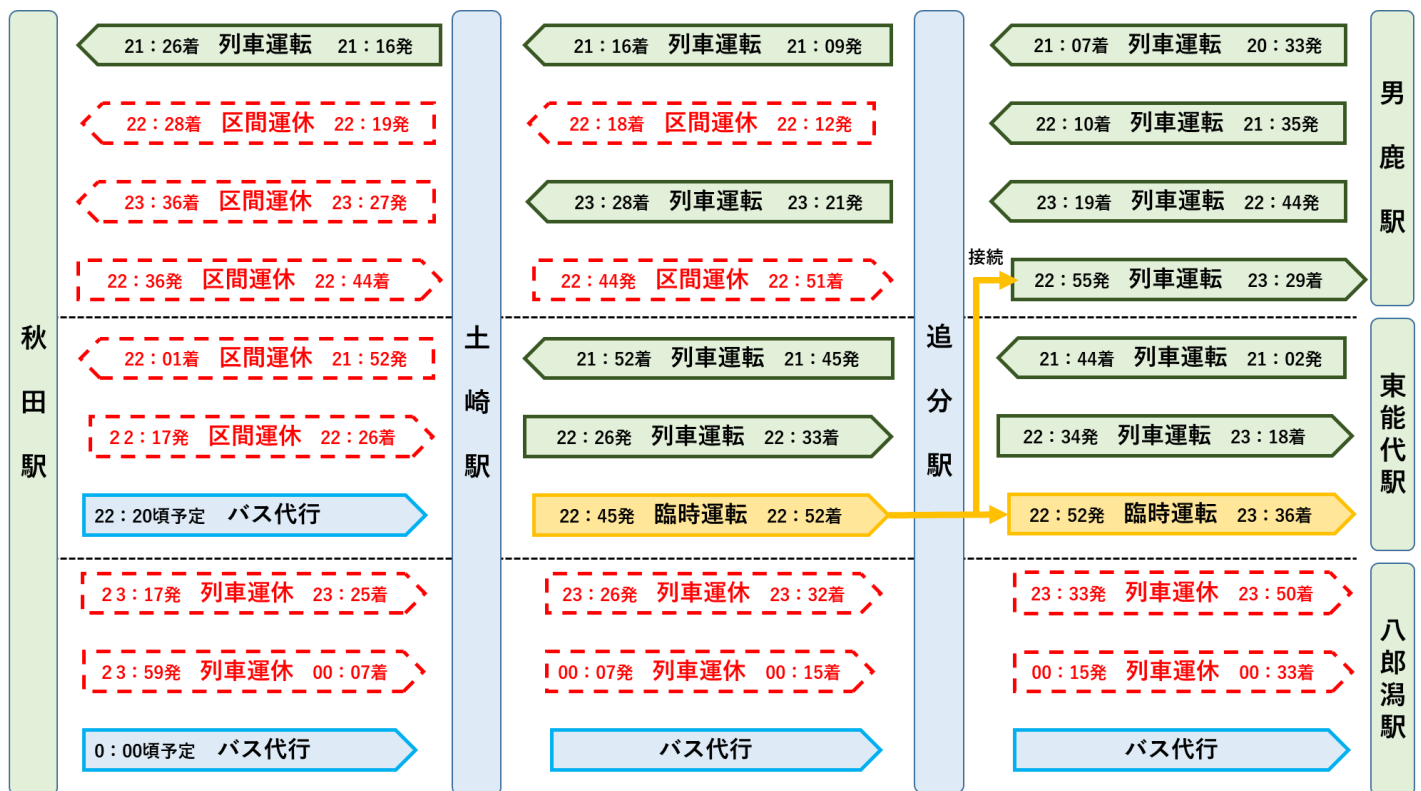 21：26着 列車運転 21：16発
21：16着 列車運転 21：09発
21：07着 列車運転 20：33発
22：28着 区間運休 22：19発
22：18着 区間運休 22：12発
22：10着 列車運転 21：35発
23：36着 区間運休 23：27発
23：28着 列車運転 23：21発
23：19着 列車運転 22：44発
接続
22：36発 区間運休 22：44着
22：44発 区間運休 22：51着
22：55発 列車運転 23：29着
男鹿駅
22：01着 区間運休 21：52発
21：52着 列車運転 21：45発
21：44着 列車運転 21：02発
22：17発 区間運休 22：26着
22：26発 列車運転 22：33着
22：34発 列車運転 23：18着
22：20頃予定 バス代行
22：45発 臨時運転 22：52着
22：52発 臨時運転 23：36着
東能代駅
秋田駅
土崎駅
追分駅
23：17発 列車運休 23：25着
23：26発 列車運休 23：32着
23：33発 列車運休 23：50着
23：59発 列車運休 00：07着
00：07発 列車運休 00：15着
00：15発 列車運休 00：33着
0：00頃予定 バス代行
バス代行
バス代行
八郎潟駅